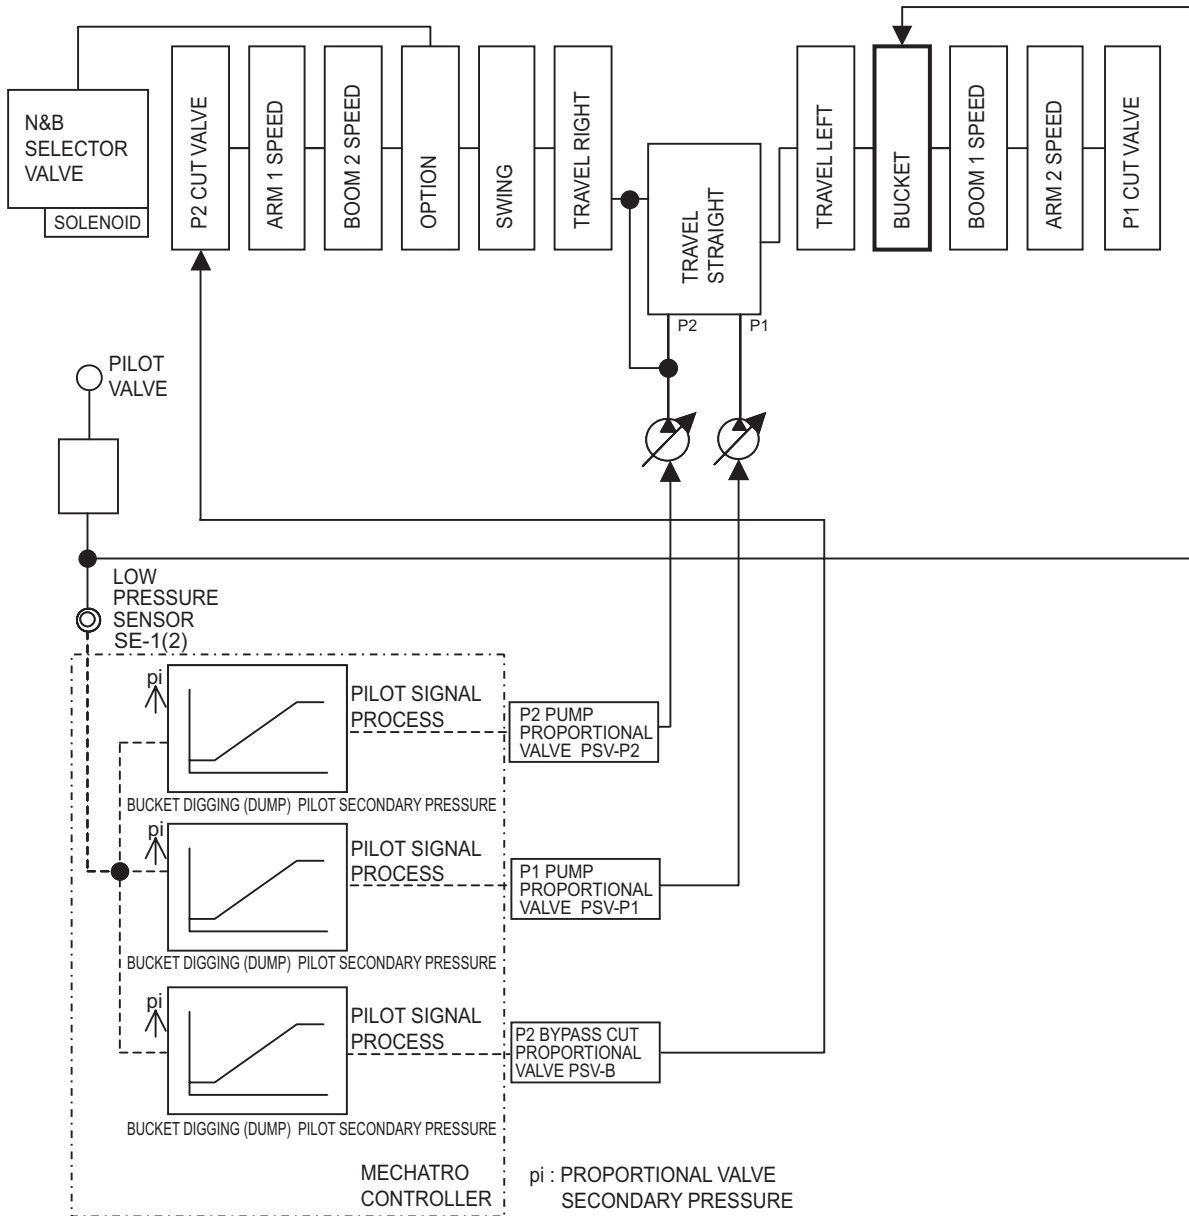 N&B
SELECTOR
VALVE
SOLENOID
P2 CUT VALVE
ARM 1 SPEED
BOOM 2 SPEED
OPTION
SWING
TRAVEL RIGHT
TRAVEL
STRAIGHT
P2
P1
TRAVEL LEFT
BUCKET
BOOM 1 SPEED
ARM 2 SPEED
P1 CUT VALVE
PILOT
VALVE
LOW
PRESSURE
SENSOR
SE-1(2)
pi
PILOT SIGNAL
PROCESS
P2 PUMP
PROPORTIONAL
VALVE PSV-P2
BUCKET DIGGING (DUMP) PILOT SECONDARY PRESSURE
pi
PILOT SIGNAL
PROCESS
P1 PUMP
PROPORTIONAL
VALVE PSV-P1
BUCKET DIGGING (DUMP) PILOT SECONDARY PRESSURE
pi
PILOT SIGNAL
PROCESS
P2 BYPASS CUT
PROPORTIONAL
VALVE PSV-B
BUCKET DIGGING (DUMP) PILOT SECONDARY PRESSURE
MECHATRO
CONTROLLER
pi : PROPORTIONAL VALVE
SECONDARY PRESSURE